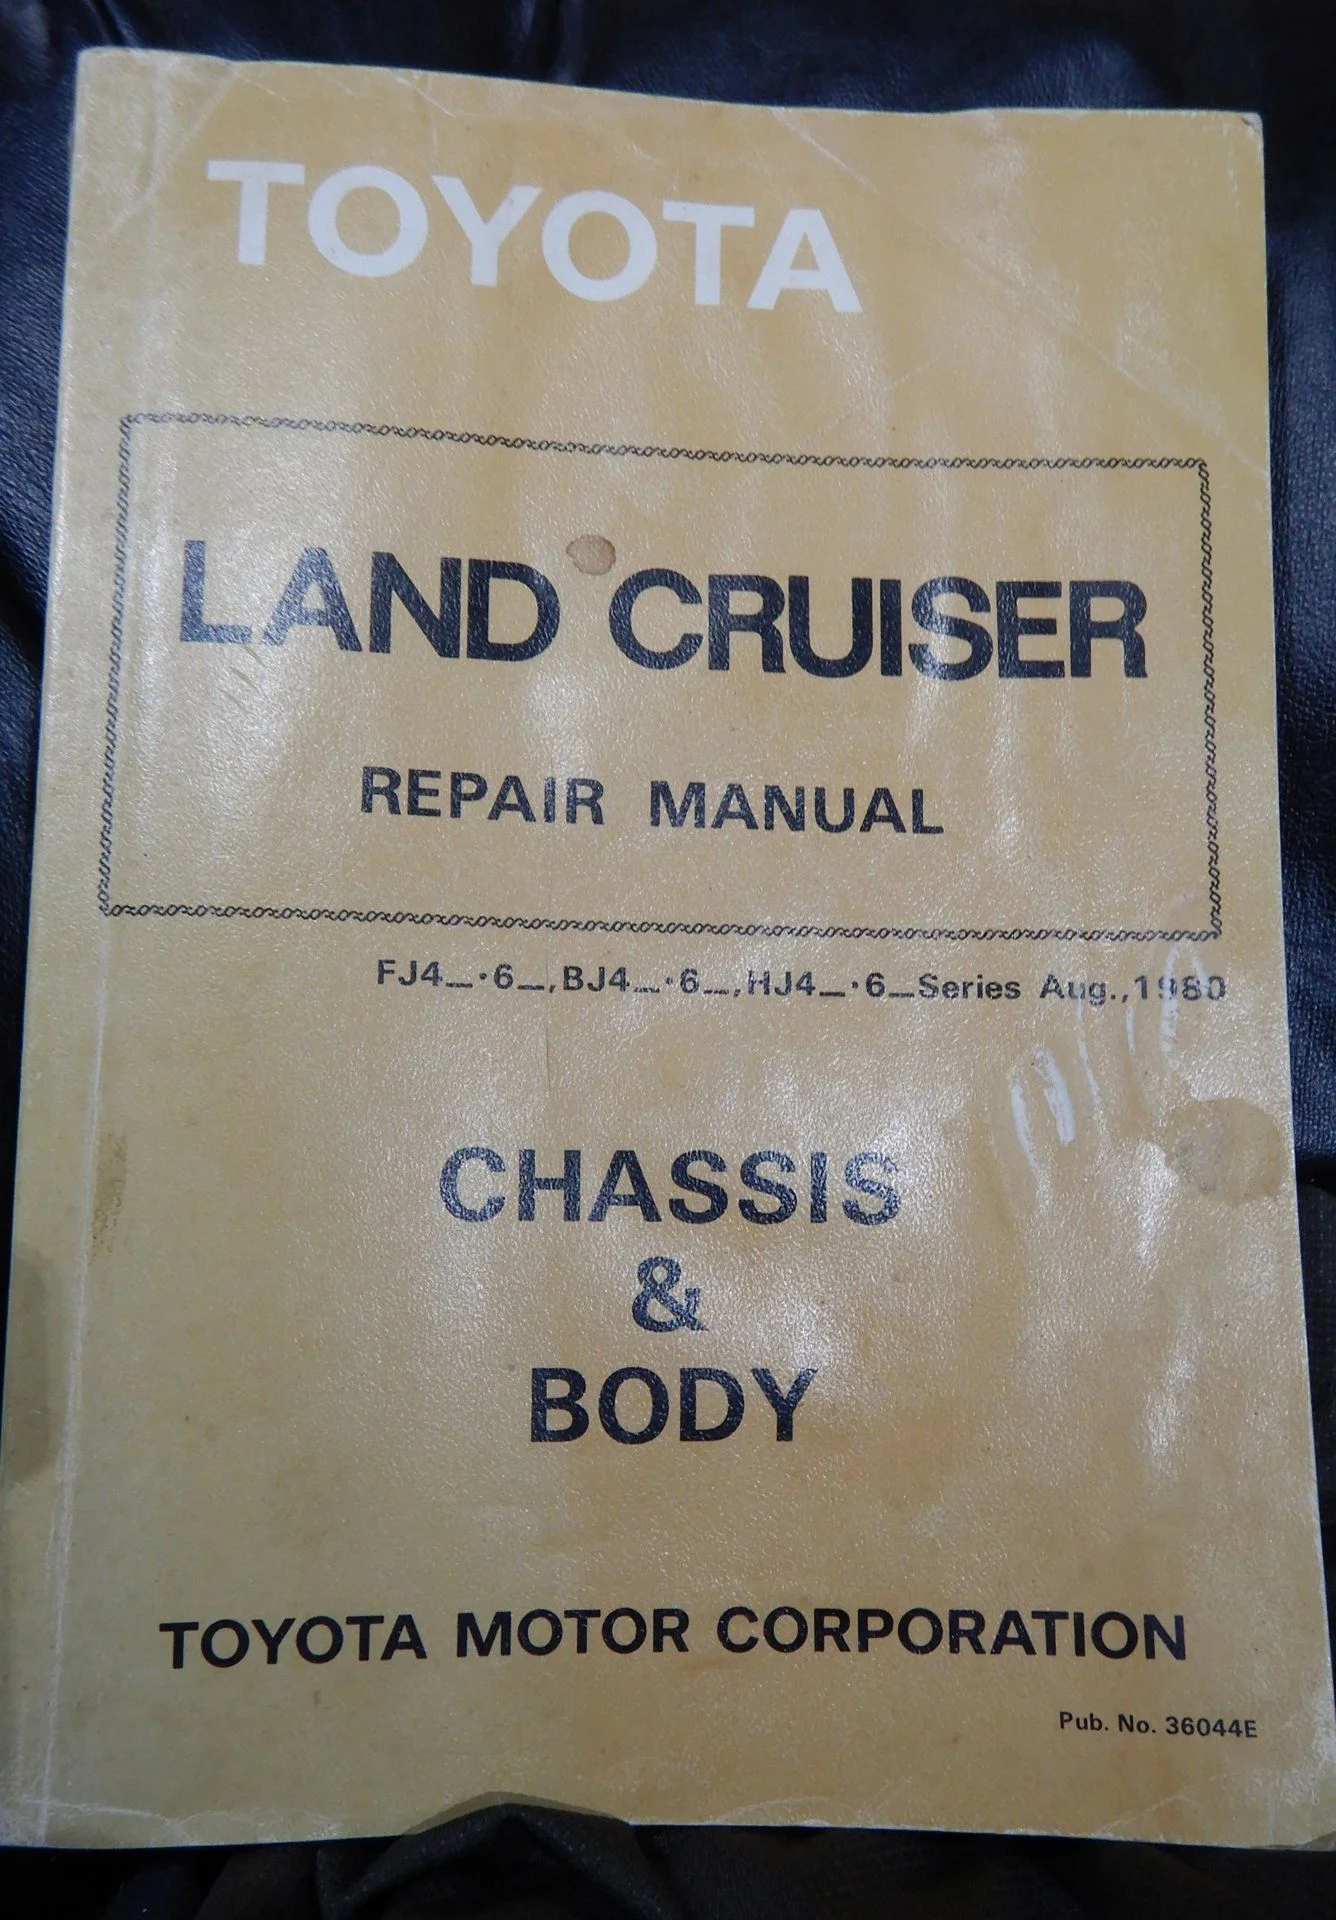 TOYOTA
LAND CRUISER
REPAIR MANUAL
FJ4_·6_,BJ4_·6_,HJ4_·6_Series Aug.,1980
CHASSIS
&
BODY
TOYOTA MOTOR CORPORATION
Pub. No. 36044E